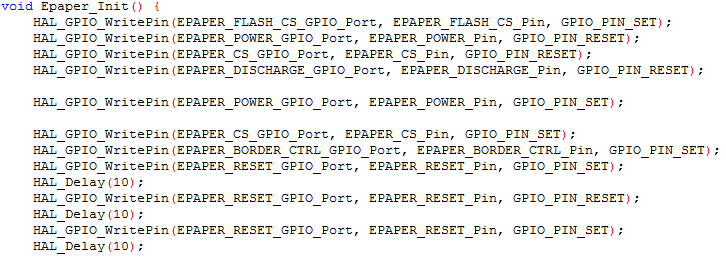 void Epaper_Init() {
HAL_GPIO_WritePin(EPAPER_FLASH_CS_GPIO_Port, EPAPER_FLASH_CS_Pin, GPIO_PIN_SET);
HAL_GPIO_WritePin(EPAPER_POWER_GPIO_Port, EPAPER_POWER_Pin, GPIO_PIN_RESET);
HAL_GPIO_WritePin(EPAPER_CS_GPIO_Port, EPAPER_CS_Pin, GPIO_PIN_RESET);
HAL_GPIO_WritePin(EPAPER_DISCHARGE_GPIO_Port, EPAPER_DISCHARGE_Pin, GPIO_PIN_RESET);
HAL_GPIO_WritePin(EPAPER_POWER_GPIO_Port, EPAPER_POWER_Pin, GPIO_PIN_SET);
HAL_GPIO_WritePin(EPAPER_CS_GPIO_Port, EPAPER_CS_Pin, GPIO_PIN_SET);
HAL_GPIO_WritePin(EPAPER_BORDER_CTRL_GPIO_Port, EPAPER_BORDER_CTRL_Pin, GPIO_PIN_SET);
HAL_GPIO_WritePin(EPAPER_RESET_GPIO_Port, EPAPER_RESET_Pin, GPIO_PIN_SET);
HAL_Delay(10);
HAL_GPIO_WritePin(EPAPER_RESET_GPIO_Port, EPAPER_RESET_Pin, GPIO_PIN_RESET);
HAL_Delay(10);
HAL_GPIO_WritePin(EPAPER_RESET_GPIO_Port, EPAPER_RESET_Pin, GPIO_PIN_SET);
HAL_Delay(10);